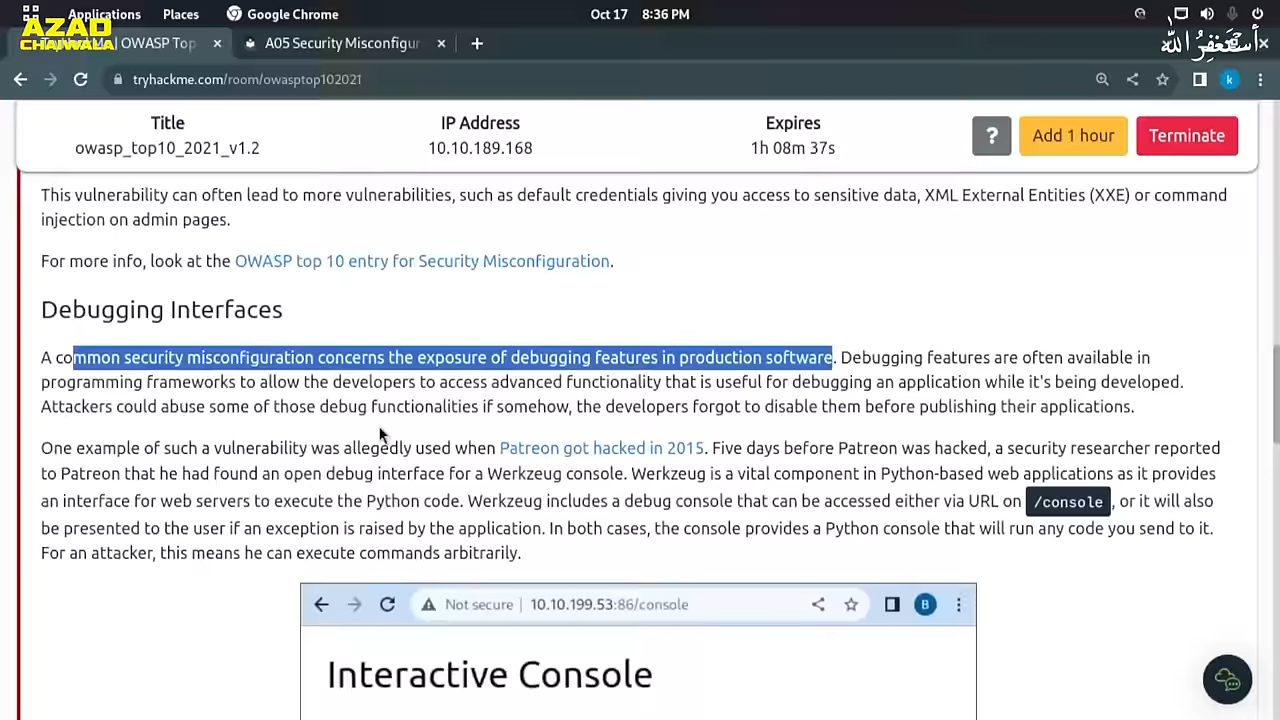 Applications Places Google Chrome Oct 17 8:36 PM
AZAD
CHAIWALA
OWASP Top A05 Security Misconfigur
أستغفر الله
tryhackme.com/room/owasptop102021 k
Title IP Address Expires
owasp_top10_2021_v1.2 10.10.189.168 1h 08m 37s
? Add 1 hour Terminate
This vulnerability can often lead to more vulnerabilities, such as default credentials giving you access to sensitive data, XML External Entities (XXE) or command
injection on admin pages.
For more info, look at the OWASP top 10 entry for Security Misconfiguration.
Debugging Interfaces
A common security misconfiguration concerns the exposure of debugging features in production software. Debugging features are often available in
programming frameworks to allow the developers to access advanced functionality that is useful for debugging an application while it's being developed.
Attackers could abuse some of those debug functionalities if somehow, the developers forgot to disable them before publishing their applications.
One example of such a vulnerability was allegedly used when Patreon got hacked in 2015. Five days before Patreon was hacked, a security researcher reported
to Patreon that he had found an open debug interface for a Werkzeug console. Werkzeug is a vital component in Python-based web applications as it provides
an interface for web servers to execute the Python code. Werkzeug includes a debug console that can be accessed either via URL on /console, or it will also
be presented to the user if an exception is raised by the application. In both cases, the console provides a Python console that will run any code you send to it.
For an attacker, this means he can execute commands arbitrarily.
Not secure 10.10.199.53:86/console B
Interactive Console